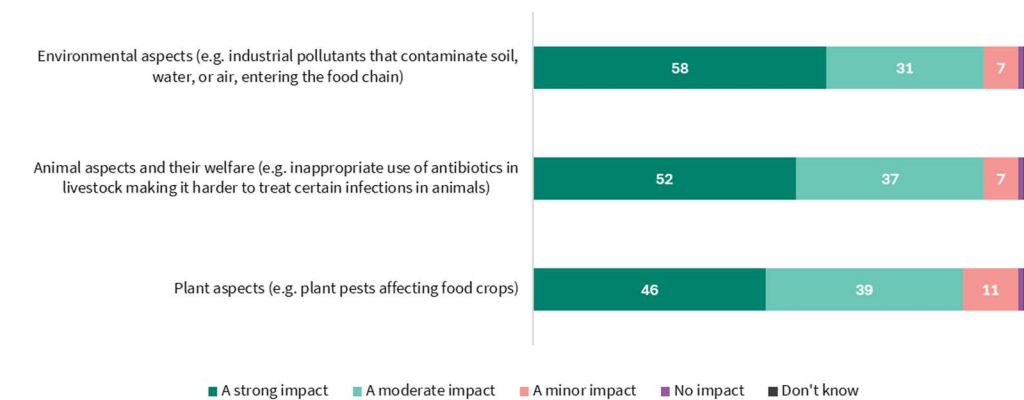 Environmental aspects (e.g. industrial pollutants that contaminate soil,
water, or air, entering the food chain)
58 31 7
Animal aspects and their welfare (e.g. inappropriate use of antibiotics in
livestock making it harder to treat certain infections in animals)
52 37 7
Plant aspects (e.g. plant pests affecting food crops)
46 39 11
A strong impact A moderate impact A minor impact No impact Don't know